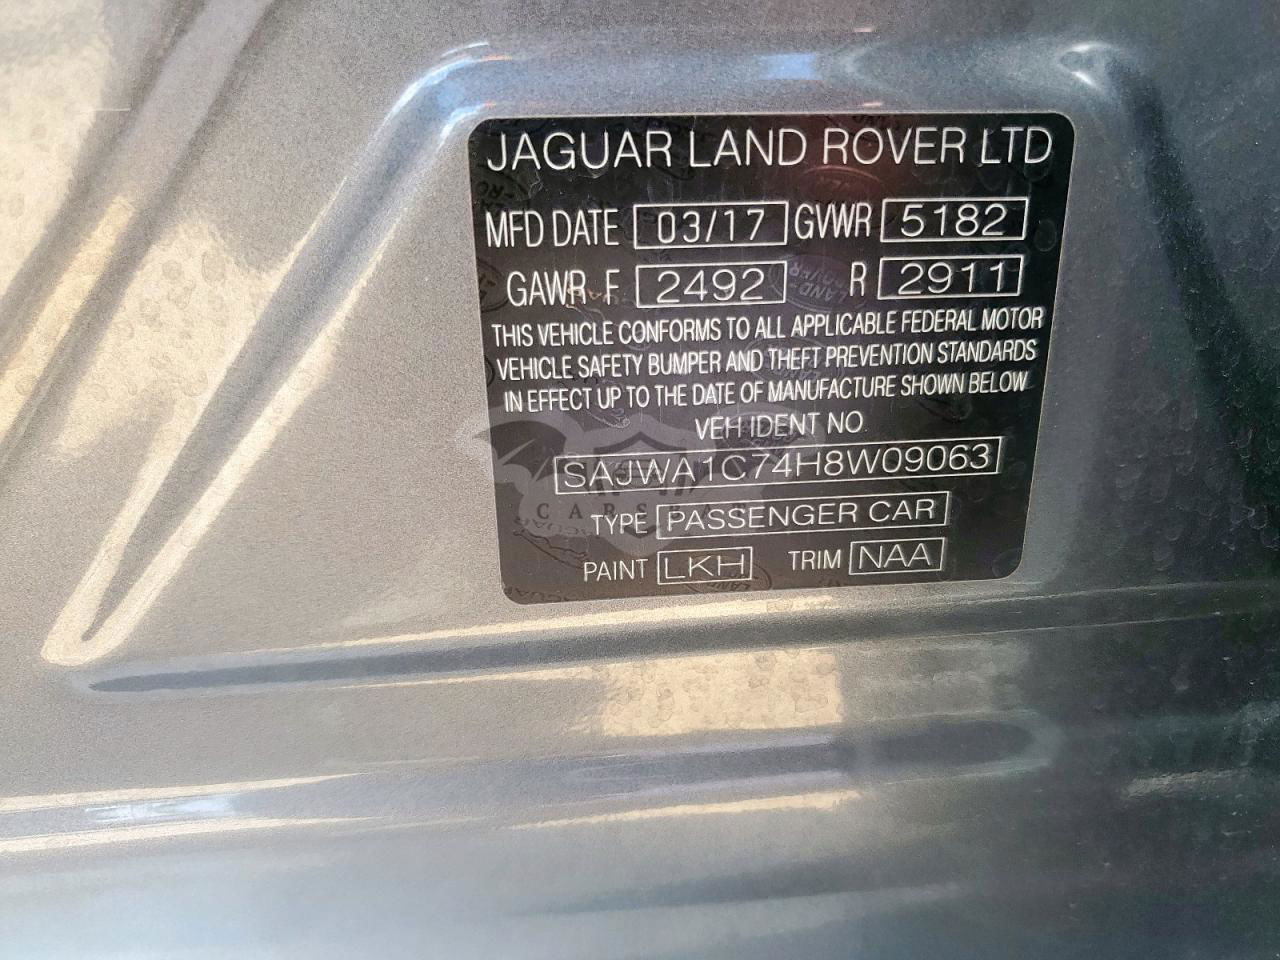 JAGUAR LAND ROVER LTD
MFD DATE 03/17 GVWR 5182
GAWR F 2492 R 2911
THIS VEHICLE CONFORMS TO ALL APPLICABLE FEDERAL MOTOR
VEHICLE SAFETY BUMPER AND THEFT PREVENTION STANDARDS
IN EFFECT UP TO THE DATE OF MANUFACTURE SHOWN BELOW
VEH IDENT NO.
SAJWA1C74H8W09063
TYPE PASSENGER CAR
PAINT LKH TRIM NAA